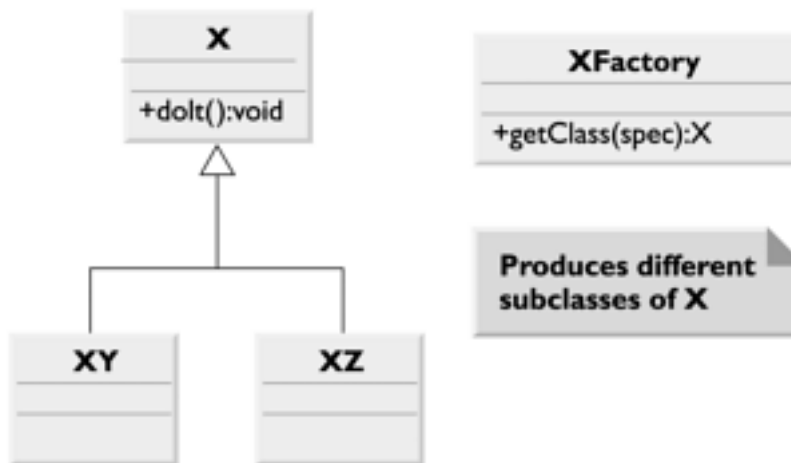 X
+doIt():void
XFactory
+getClass(spec):X
Produces different
subclasses of X
XY
XZ